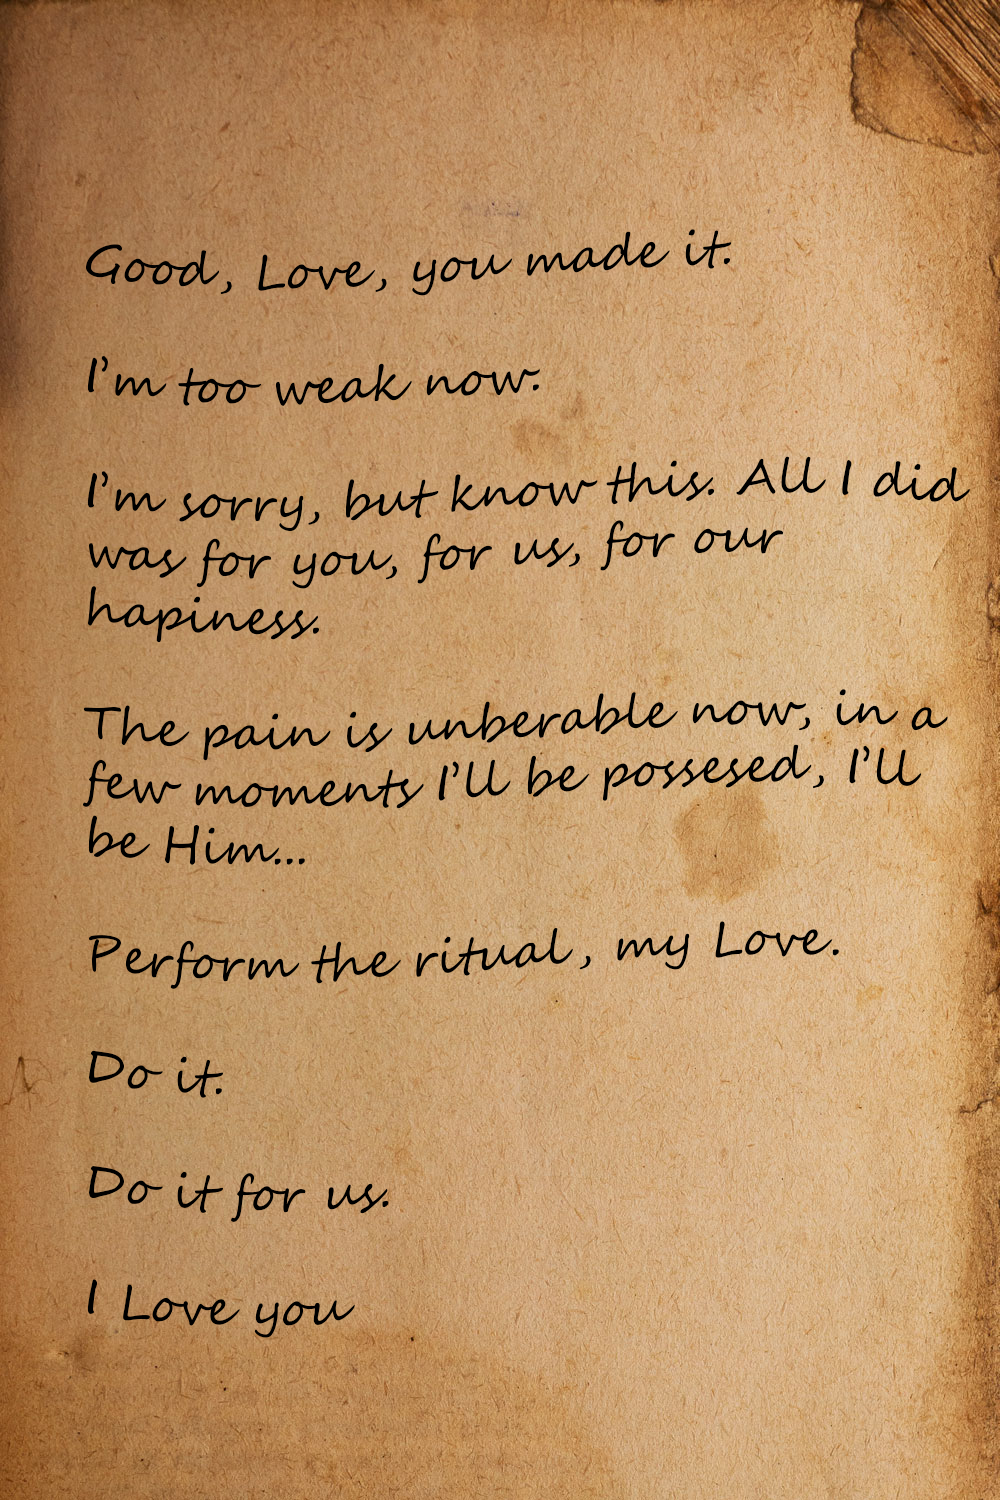 Good, Love, you made it.
I'm too weak now.
I'm sorry, but know this. All I did
was for you, for us, for our
hapiness.
The pain is unberable now, in a
few moments I'll be possesed, I'll
be Him...
Perform the ritual, my Love.
Do it.
Do it for us.
I Love you